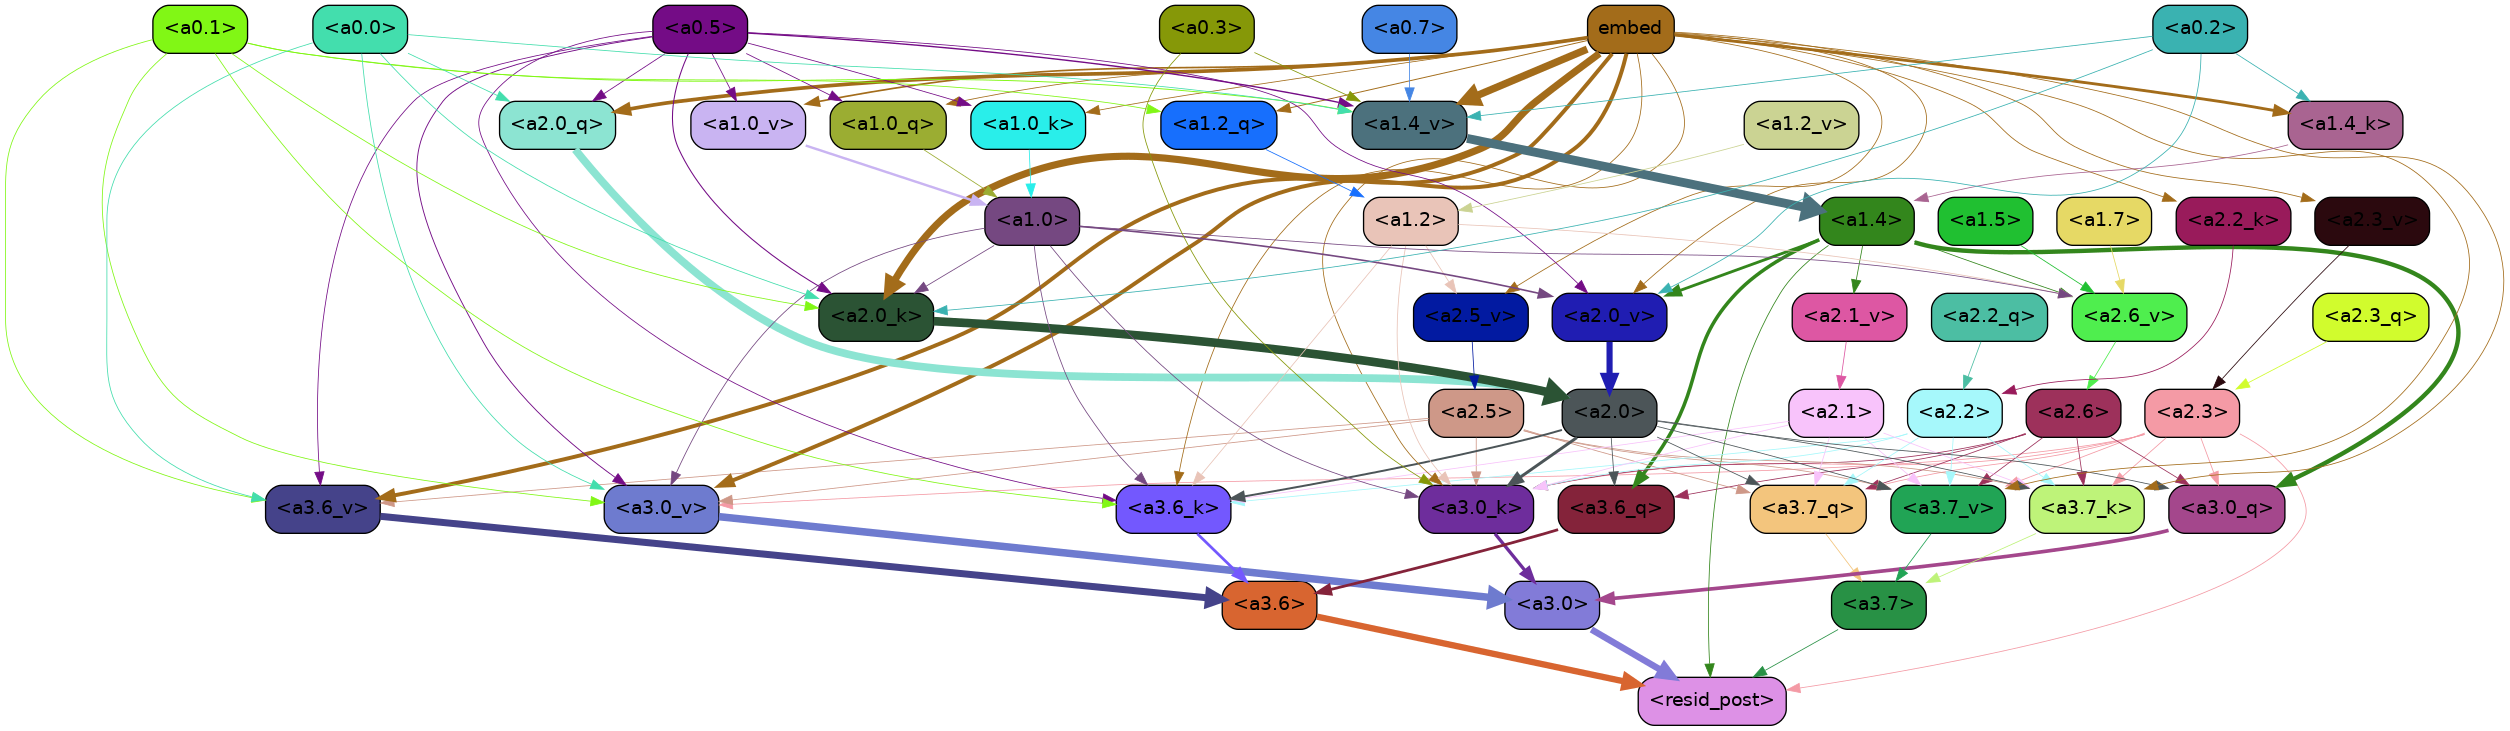 <a0.1> <a0.0> <a0.5> <a0.3> <a0.7> embed <a0.2>
<a2.0_q> <a1.0_v> <a1.0_q> <a1.0_k> <a1.2_q> <a1.4_v> <a1.2_v> <a1.4_k>
<a1.0> <a1.2> <a1.4> <a1.5> <a1.7> <a2.2_k> <a2.3_v>
<a2.0_k> <a2.5_v> <a2.0_v> <a2.1_v> <a2.2_q> <a2.6_v> <a2.3_q>
<a2.5> <a2.0> <a2.1> <a2.2> <a2.6> <a2.3>
<a3.6_v> <a3.0_v> <a3.6_k> <a3.0_k> <a3.6_q> <a3.7_q> <a3.7_v> <a3.7_k> <a3.0_q>
<a3.6> <a3.0> <a3.7>
<resid_post>